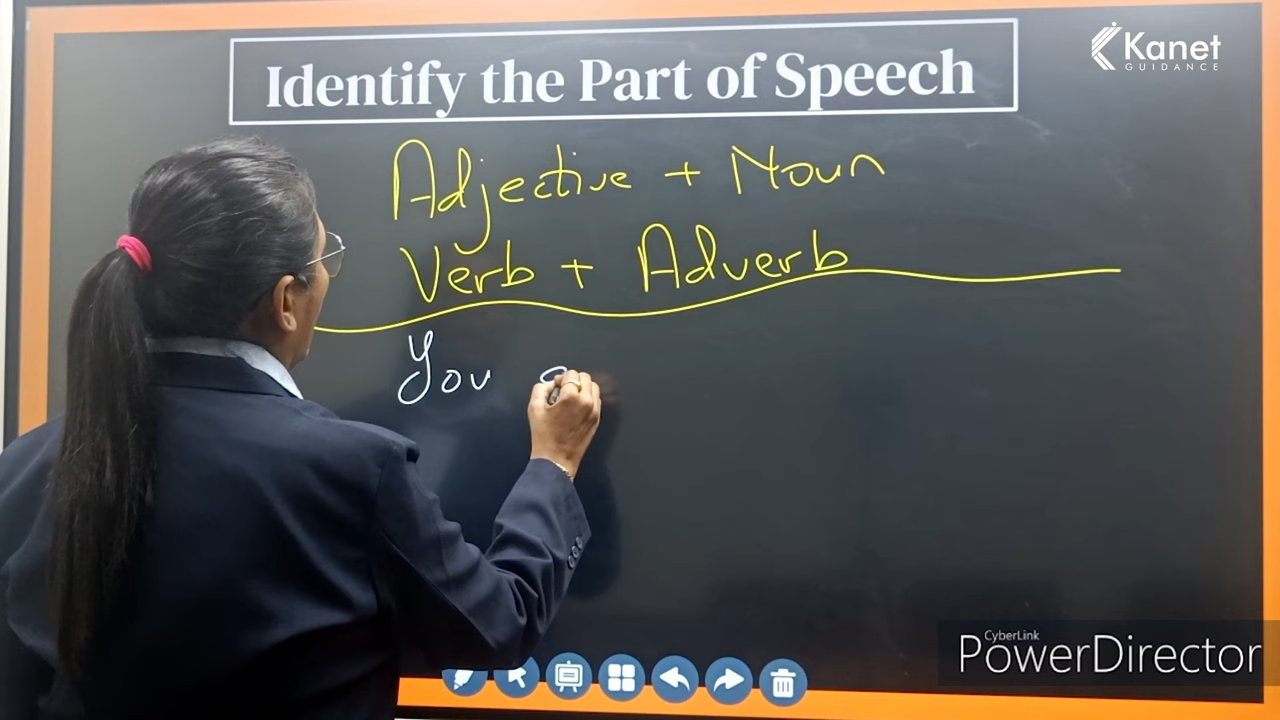 Kanet
GUIDANCE
Identify the Part of Speech
Adjective + Noun
Verb + Adverb
You
CyberLink
PowerDirector